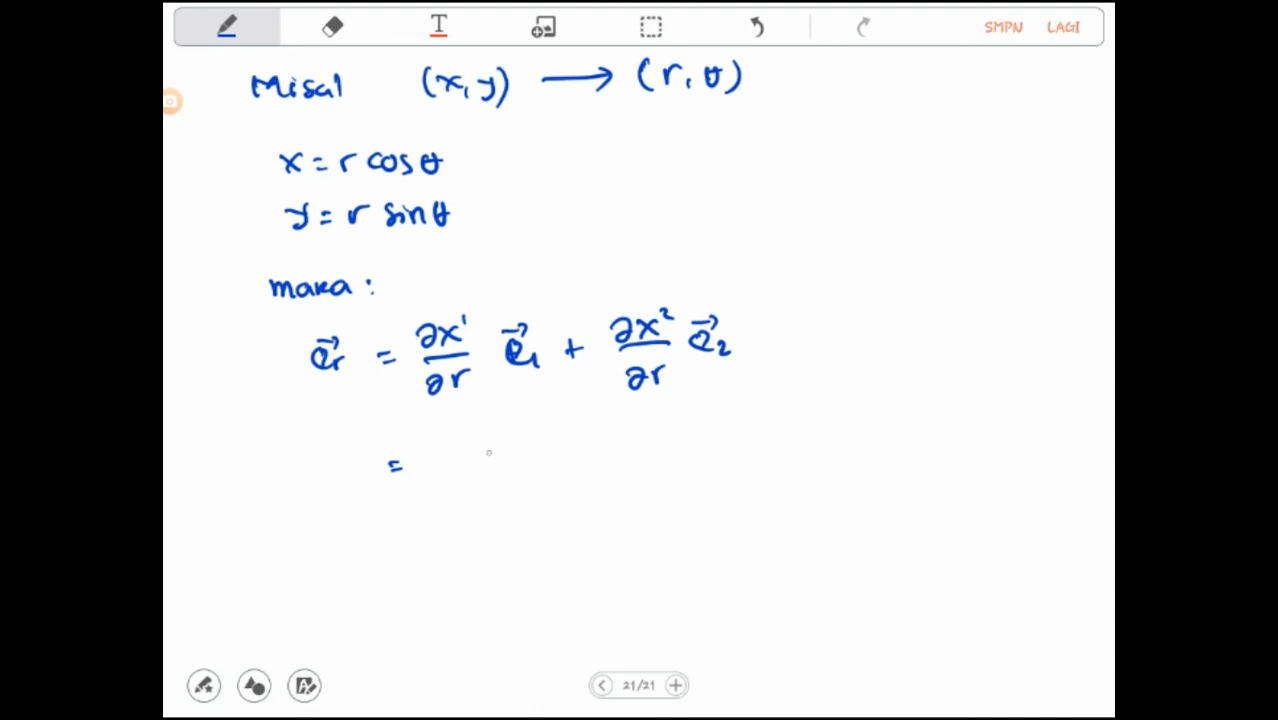 T SMPN LAGI
Misal (x, y) → (r, θ)
x = r cos θ
y = r sin θ
maka :
e⃗r = ∂x¹/∂r e⃗₁ + ∂x²/∂r e⃗₂
=
21/21